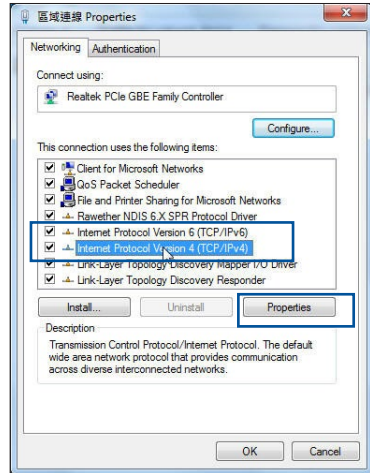 區域連線 Properties
Networking Authentication
Connect using:
Realtek PCIe GBE Family Controller
Configure...
This connection uses the following items:
Client for Microsoft Networks
QoS Packet Scheduler
File and Printer Sharing for Microsoft Networks
Rawether NDIS 6.X SPR Protocol Driver
Internet Protocol Version 6 (TCP/IPv6)
Internet Protocol Version 4 (TCP/IPv4)
Link-Layer Topology Discovery Mapper I/O Driver
Link-Layer Topology Discovery Responder
Install... Uninstall Properties
Description
Transmission Control Protocol/Internet Protocol. The default
wide area network protocol that provides communication
across diverse interconnected networks.
OK Cancel